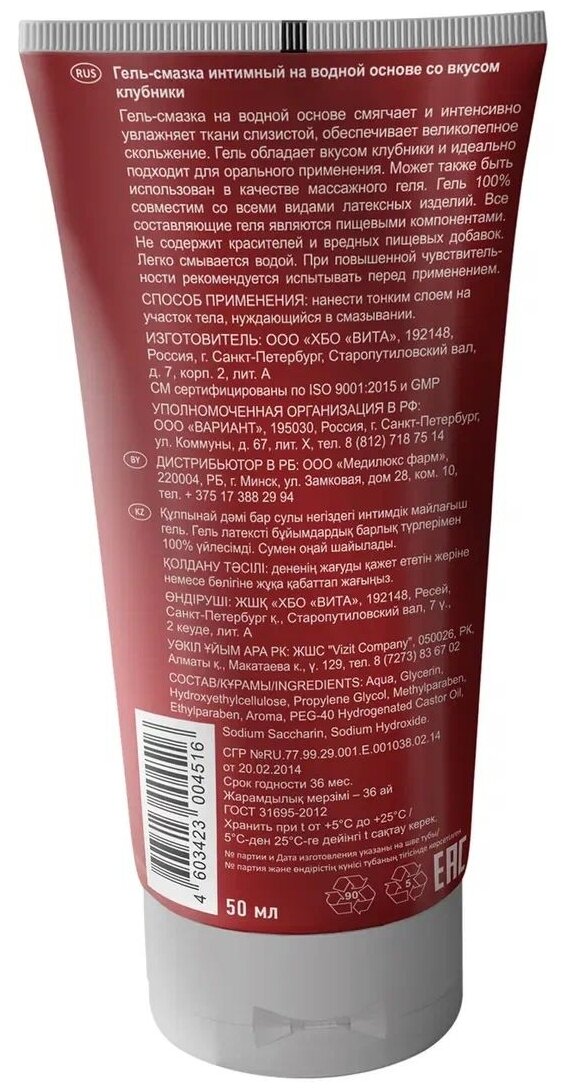 RUS Гель-смазка интимный на водной основе со вкусом
клубники
Гель-смазка на водной основе смягчает и интенсивно
увлажняет ткани слизистой, обеспечивает великолепное
скольжение. Гель обладает вкусом клубники и идеально
подходит для орального применения. Может также быть
использован в качестве массажного геля. Гель 100%
совместим со всеми видами латексных изделий. Все
составляющие геля являются пищевыми компонентами.
Не содержит красителей и вредных пищевых добавок.
Легко смывается водой. При повышенной чувствитель-
ности рекомендуется испытывать перед применением.
СПОСОБ ПРИМЕНЕНИЯ: нанести тонким слоем на
участок тела, нуждающийся в смазывании.
ИЗГОТОВИТЕЛЬ: ООО «ХБО «ВИТА», 192148,
Россия, г. Санкт-Петербург, Старопутиловский вал,
д. 7, корп. 2, лит. А
СМ сертифицированы по ISO 9001:2015 и GMP
УПОЛНОМОЧЕННАЯ ОРГАНИЗАЦИЯ В РФ:
ООО «ВАРИАНТ», 195030, Россия, г. Санкт-Петербург,
ул. Коммуны, д. 67, лит. Х, тел. 8 (812) 718 75 14
BY ДИСТРИБЬЮТОР В РБ: ООО «Медилюкс фарм»,
220004, РБ, г. Минск, ул. Замковая, дом 28, ком. 10,
тел. + 375 17 388 29 94
KZ Құлпынай дәмі бар сулы негіздегі интимдік майлағыш
гель. Гель латексті бұйымдардық барлық түрлерімен
100% үйлесімді. Сумен оңай шайылады.
ҚОЛДАНУ ТӘСІЛІ: дененің жағуды қажет ететін жеріне
немесе бөлігіне жұқа қабаттап жағыңыз.
ӨНДІРУШІ: ЖШҚ «ХБО «ВИТА», 192148, Ресей,
Санкт-Петербург қ., Старопутиловский вал, 7 ү.,
2 кеуде, лит. А
УӘКІЛ ҰЙЫМ АРА РК: ЖШС "Vizit Company", 050026, РК,
Алматы қ., Макатаева к., ү. 129, тел. 8 (7273) 83 67 02
СОСТАВ/ҚҰРАМЫ/INGREDIENTS: Aqua, Glycerin,
Hydroxyethylcellulose, Propylene Glycol, Methylparaben,
Ethylparaben, Aroma, PEG-40 Hydrogenated Castor Oil,
Sodium Saccharin, Sodium Hydroxide.
СГР №RU.77.99.29.001.Е.001038.02.14
от 20.02.2014
Срок годности 36 мес.
Жарамдылық мерзімі – 36 ай
ГОСТ 31695-2012
Хранить при t от +5°С до +25°С /
5°С-ден 25°С-ге дейінгі t сақтау керек.
№ партии и Дата изготовления указаны на шве тубы/
№ партия және өндірістің күнісі тубаның тігісінде көрсетілген
4 603423 004516
50 мл
90
5
EAC